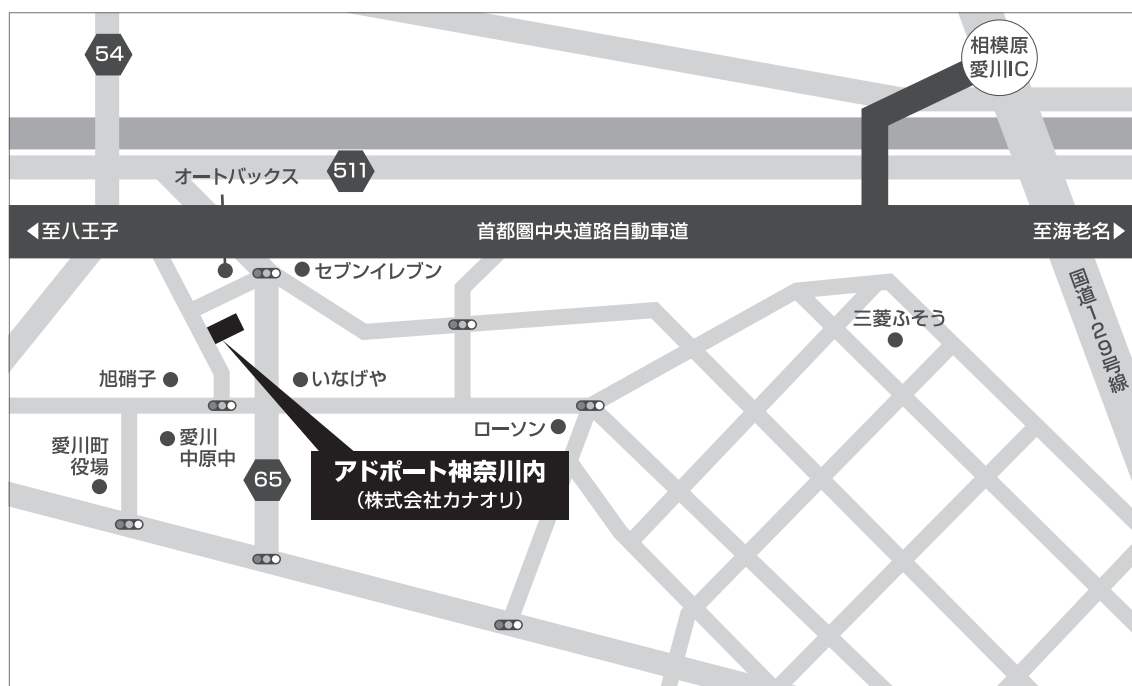 54
相模原
愛川IC
511
オートバックス
◀至八王子
首都圏中央道路自動車道
至海老名▶
セブンイレブン
国道129号線
三菱ふそう
旭硝子
いなげや
ローソン
愛川町
役場
愛川
中原中
65
アドポート神奈川内
(株式会社カナオリ)